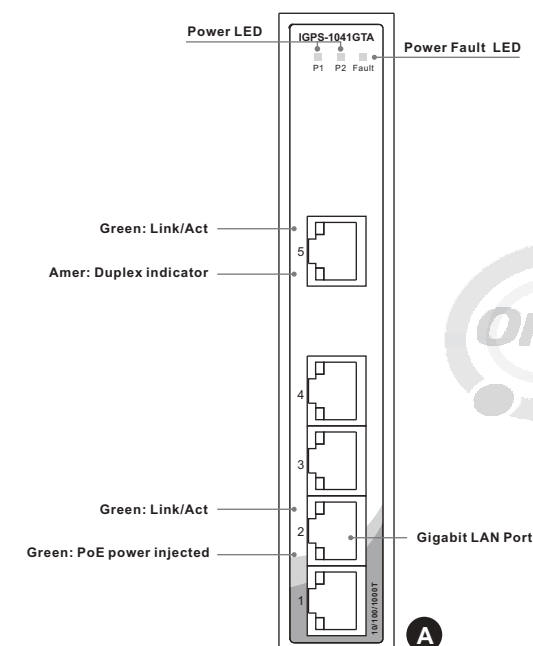 Power LED
IGPS-1041GTA
Power Fault LED
P1 P2 Fault
Green: Link/Act
5
Amer: Duplex indicator
4
3
Green: Link/Act
2
Gigabit LAN Port
Green: PoE power injected
1
10/100/1000T
A